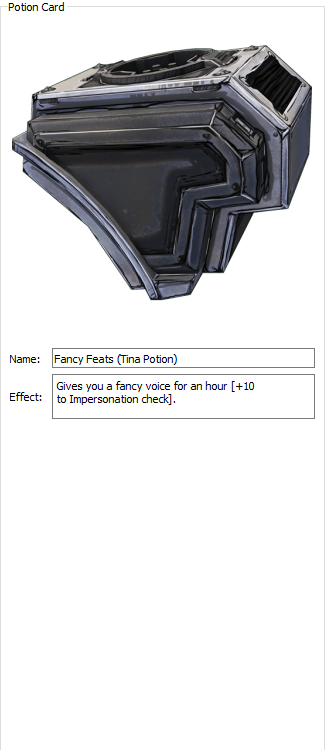 Potion Card
Name: Fancy Feats (Tina Potion)
Effect: Gives you a fancy voice for an hour [+10
to Impersonation check].